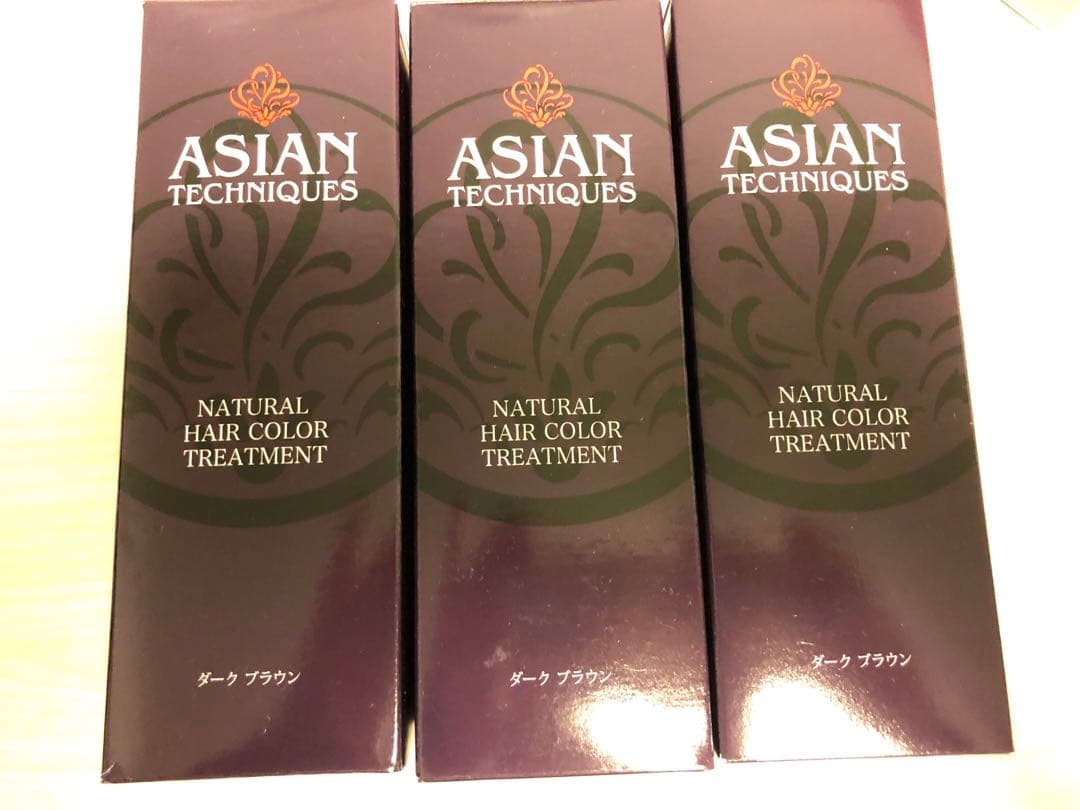 ASIAN
TECHNIQUES
NATURAL
HAIR COLOR
TREATMENT
ダーク ブラウン
ASIAN
TECHNIQUES
NATURAL
HAIR COLOR
TREATMENT
ダーク ブラウン
ASIAN
TECHNIQUES
NATURAL
HAIR COLOR
TREATMENT
ダーク ブラウン